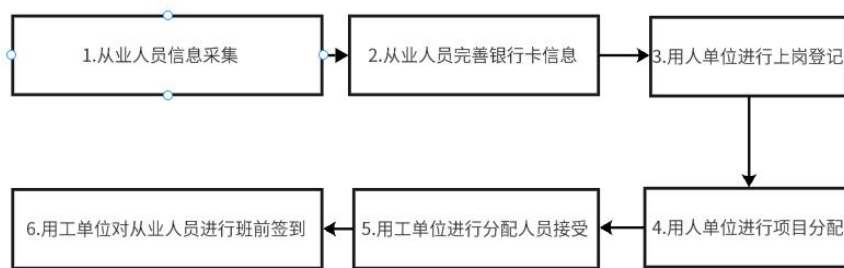 1.从业人员信息采集
2.从业人员完善银行卡信息
3.用人单位进行上岗登记
4.用人单位进行项目分配
5.用工单位进行分配人员接受
6.用工单位对从业人员进行班前签到